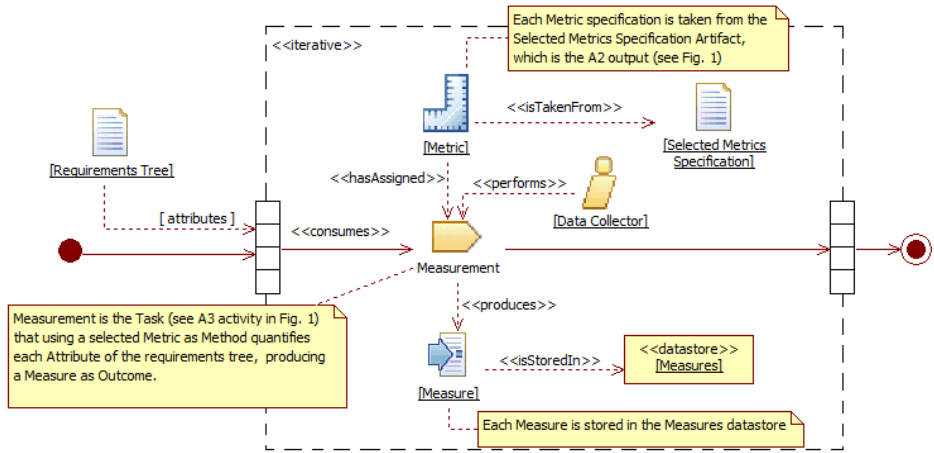 Each Metric specification is taken from the
Selected Metrics Specification Artifact,
which is the A2 output (see Fig. 1)
<<iterative>>
<<isTakenFrom>>
[Metric]
[Selected Metrics
Specification]
[Requirements Tree]
<<hasAssigned>>
<<performs>>
[Data Collector]
[ attributes ]
<<consumes>>
Measurement
<<produces>>
Measurement is the Task (see A3 activity in Fig. 1)
that using a selected Metric as Method quantifies
each Attribute of the requirements tree, producing
a Measure as Outcome.
<<isStoredIn>>
<<datastore>>
[Measures]
[Measure]
Each Measure is stored in the Measures datastore